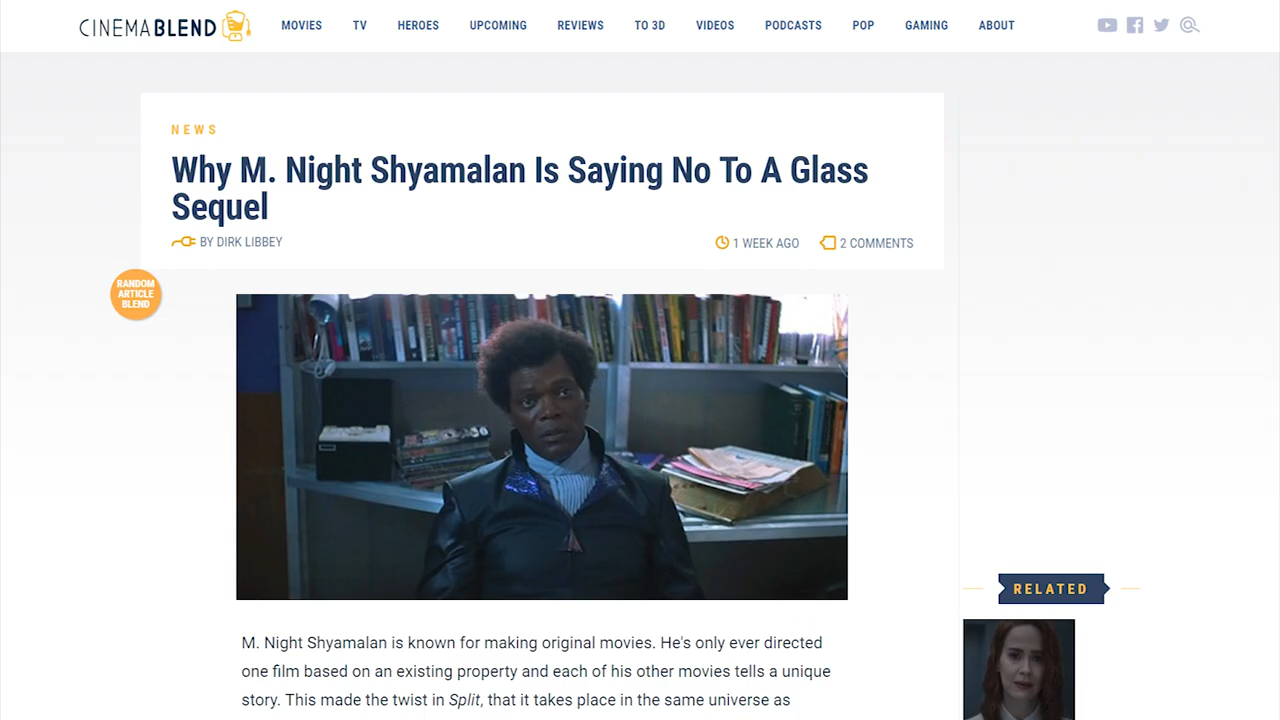 CINEMABLEND
MOVIES TV HEROES UPCOMING REVIEWS TO 3D VIDEOS PODCASTS POP GAMING ABOUT
NEWS
Why M. Night Shyamalan Is Saying No To A Glass
Sequel
BY DIRK LIBBEY 1 WEEK AGO 2 COMMENTS
RANDOM
ARTICLE
BLEND
M. Night Shyamalan is known for making original movies. He's only ever directed
one film based on an existing property and each of his other movies tells a unique
story. This made the twist in Split, that it takes place in the same universe as
RELATED